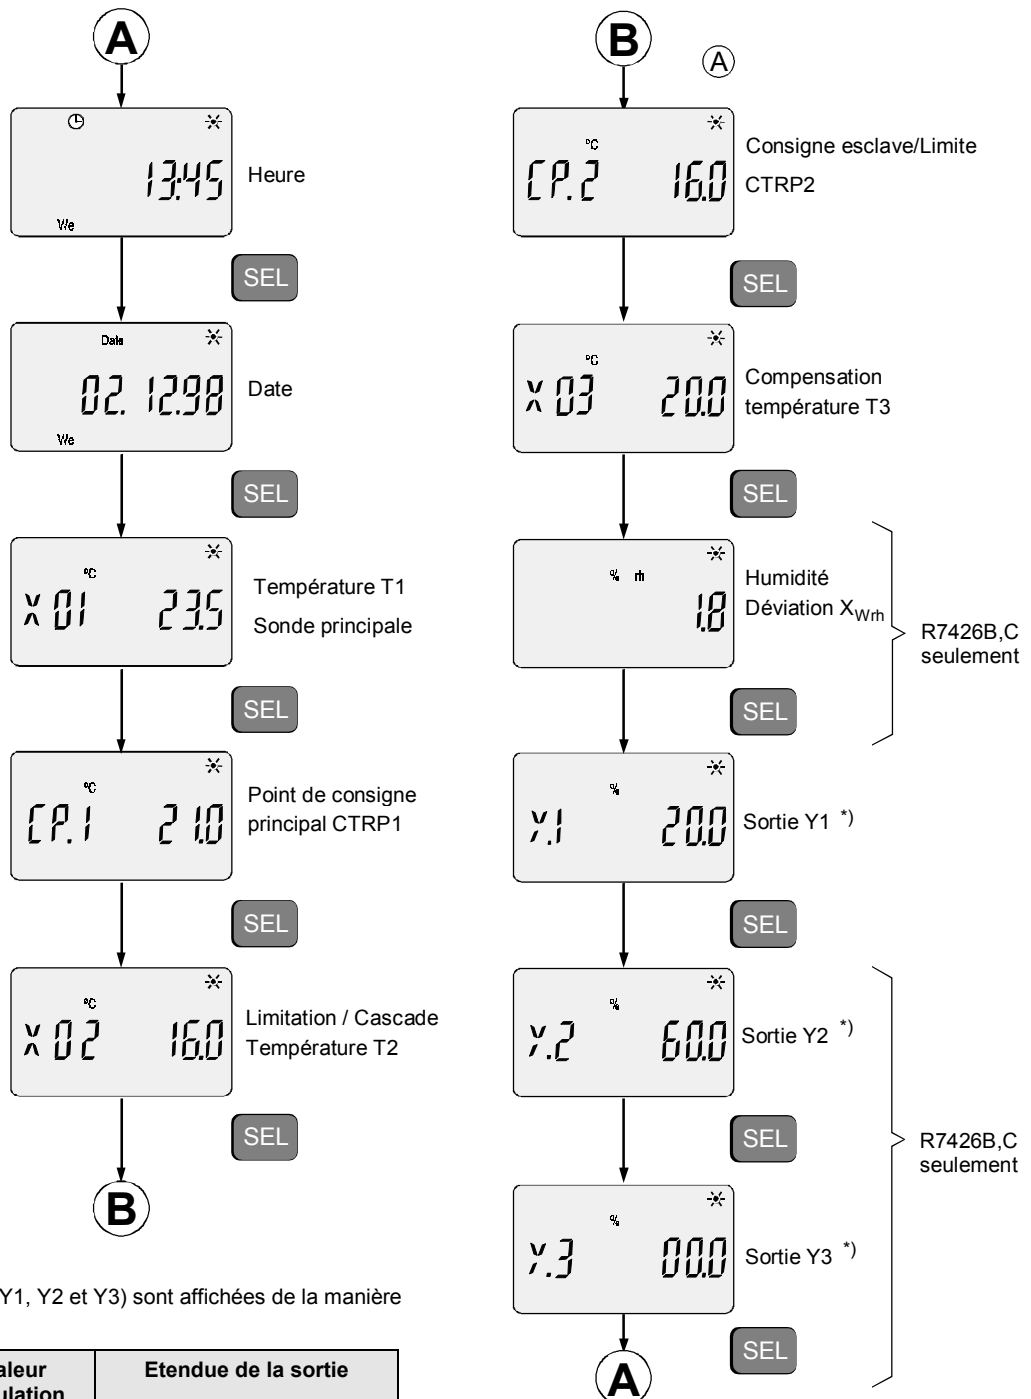 A
13:45
We
Heure
SEL
Date
02. 12.98
We
Date
SEL
°C
X 01 23.5
Température T1
Sonde principale
SEL
°C
CP.1 21.0
Point de consigne
principal CTRP1
SEL
°C
X 02 16.0
Limitation / Cascade
Température T2
SEL
B
Y1, Y2 et Y3) sont affichées de la manière
aleur
ulation
Etendue de la sortie
B
A
°C
CP.2 16.0
Consigne esclave/Limite
CTRP2
SEL
°C
X 03 20.0
Compensation
température T3
SEL
% rh
1.8
Humidité
Déviation XWrh
R7426B,C
seulement
SEL
%
Y.1 20.0
Sortie Y1 *)
SEL
%
Y.2 60.0
Sortie Y2 *)
SEL
R7426B,C
seulement
%
Y.3 00.0
Sortie Y3 *)
SEL
A